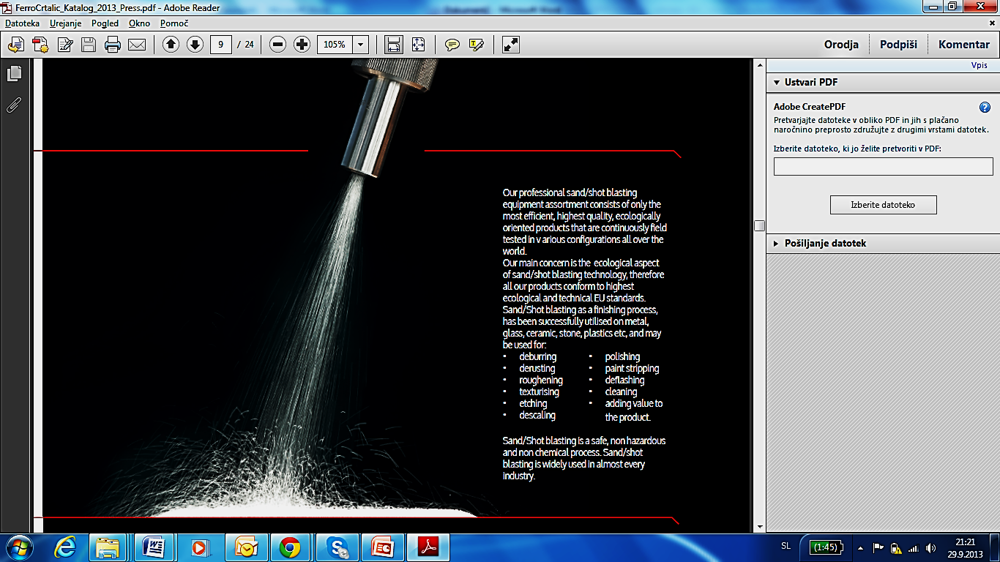 FerroCrtalic_Katalog_2013_Press.pdf - Adobe Reader
Datoteka Urejanje Pogled Okno Pomoč
9 / 24 105% Orodja Podpiši Komentar
Vpis
Ustvari PDF
Adobe CreatePDF
Pretvarjajte datoteke v obliko PDF in jih s plačano
naročnino preprosto združujte z drugimi vrstami datotek.
Izberite datoteko, ki jo želite pretvoriti v PDF:
Izberite datoteko
Pošiljanje datotek
Our professional sand/shot blasting
equipment assortment consists of only the
most efficient, highest quality, ecologically
oriented products that are continuously field
tested in v arious configurations all over the
world.
Our main concern is the ecological aspect
of sand/shot blasting technology, therefore
all our products conform to highest
ecological and technical EU standards.
Sand/Shot blasting as a finishing process,
has been successfully utilised on metal,
glass, ceramic, stone, plastics etc, and may
be used for:
• deburring
• derusting
• roughening
• texturising
• etching
• descaling
• polishing
• paint stripping
• deflashing
• cleaning
• adding value to
the product.
Sand/Shot blasting is a safe, non hazardous
and non chemical process. Sand/shot
blasting is widely used in almost every
industry.
SL (1:45) 21:21
29.9.2013